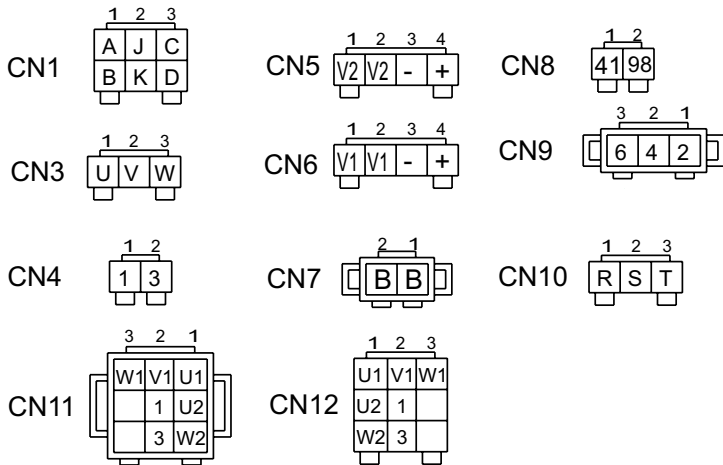 1 2 3
CN1
A J C
B K D
1 2 3 4
CN5
V2 V2 - +
1 2
CN8
41 98
1 2 3
CN3
U V W
1 2 3 4
CN6
V1 V1 - +
3 2 1
CN9
6 4 2
1 2
CN4
1 3
2 1
CN7
B B
1 2 3
CN10
R S T
3 2 1
CN11
W1 V1 U1
1 U2
3 W2
1 2 3
CN12
U1 V1 W1
U2 1
W2 3